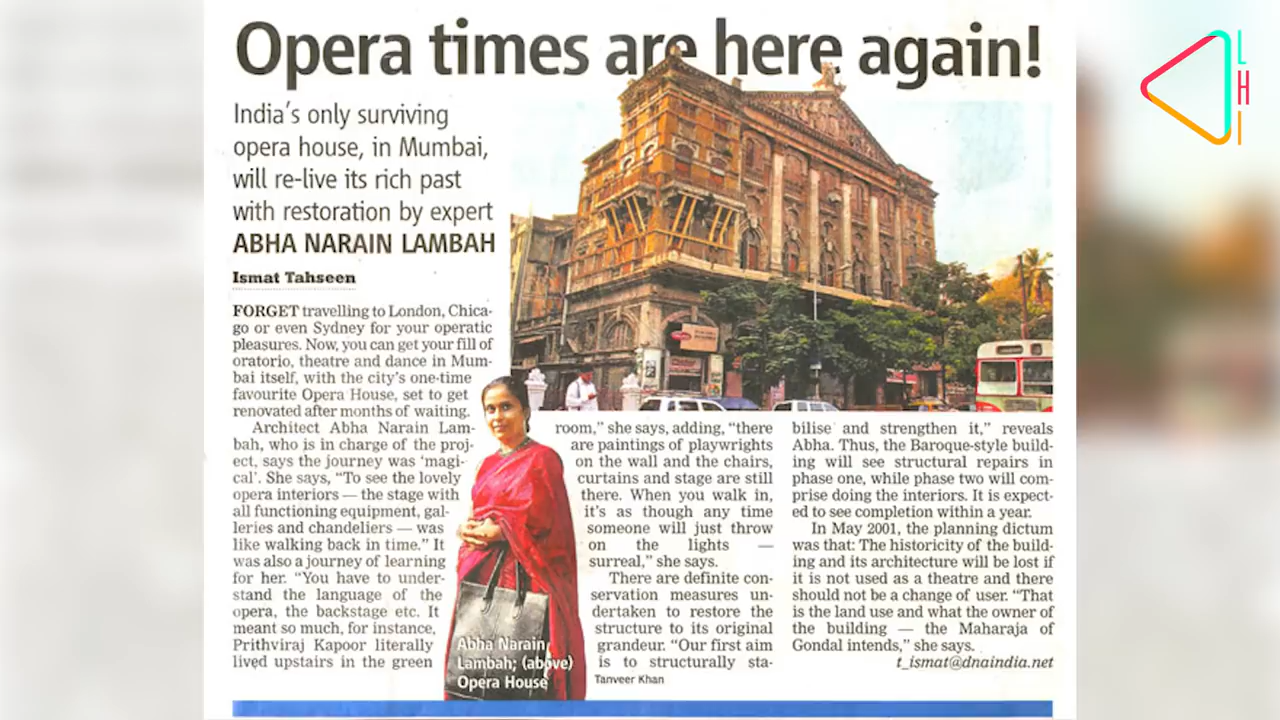 Opera times are here again!
India's only surviving
opera house, in Mumbai,
will re-live its rich past
with restoration by expert
ABHA NARAIN LAMBAH
Ismat Tahseen
FORGET travelling to London, Chica-
go or even Sydney for your operatic
pleasures. Now, you can get your fill of
oratorio, theatre and dance in Mum-
bai itself, with the city's one-time
favourite Opera House, set to get
renovated after months of waiting.
Architect Abha Narain Lam-
bah, who is in charge of the proj-
ect, says the journey was 'magi-
cal'. She says, "To see the lovely
opera interiors — the stage with
all functioning equipment, gal-
leries and chandeliers — was
like walking back in time." It
was also a journey of learning
for her. "You have to under-
stand the language of the
opera, the backstage etc. It
meant so much, for instance,
Prithviraj Kapoor literally
lived upstairs in the green
room," she says, adding, "there
are paintings of playwrights
on the wall and the chairs,
curtains and stage are still
there. When you walk in,
it's as though any time
someone will just throw
on the lights —
surreal," she says.
There are definite con-
servation measures un-
dertaken to restore the
structure to its original
grandeur. "Our first aim
is to structurally sta-
bilise and strengthen it," reveals
Abha. Thus, the Baroque-style build-
ing will see structural repairs in
phase one, while phase two will com-
prise doing the interiors. It is expect-
ed to see completion within a year.
In May 2001, the planning dictum
was that: The historicity of the build-
ing and its architecture will be lost if
it is not used as a theatre and there
should not be a change of user. "That
is the land use and what the owner of
the building — the Maharaja of
Gondal intends," she says.
t_ismat@dnaindia.net
Abha Narain
Lambah; (above)
Opera House
Tanveer Khan
LHI